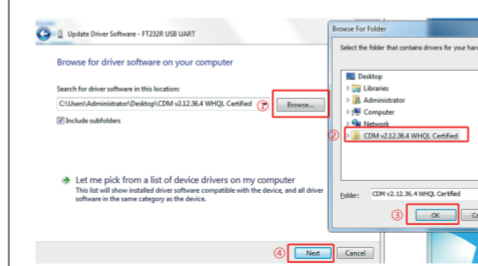 Update Driver Software - FT232R USB UART
Browse for driver software on your computer
Search for driver software in this location:
C:\Users\Administrator\Desktop\CDM v2.12.36.4 WHQL Certified
①
Browse...
Include subfolders
Let me pick from a list of device drivers on my computer
This list will show installed driver software compatible with the device, and all driver
software in the same category as the device.
④
Next
Cancel
Browse For Folder
Select the folder that contains drivers for your har
Desktop
Libraries
Administrator
Computer
Network
②
CDM v2.12.36.4 WHQL Certified
Folder:
CDM v2.12.36.4 WHQL Certified
③
OK